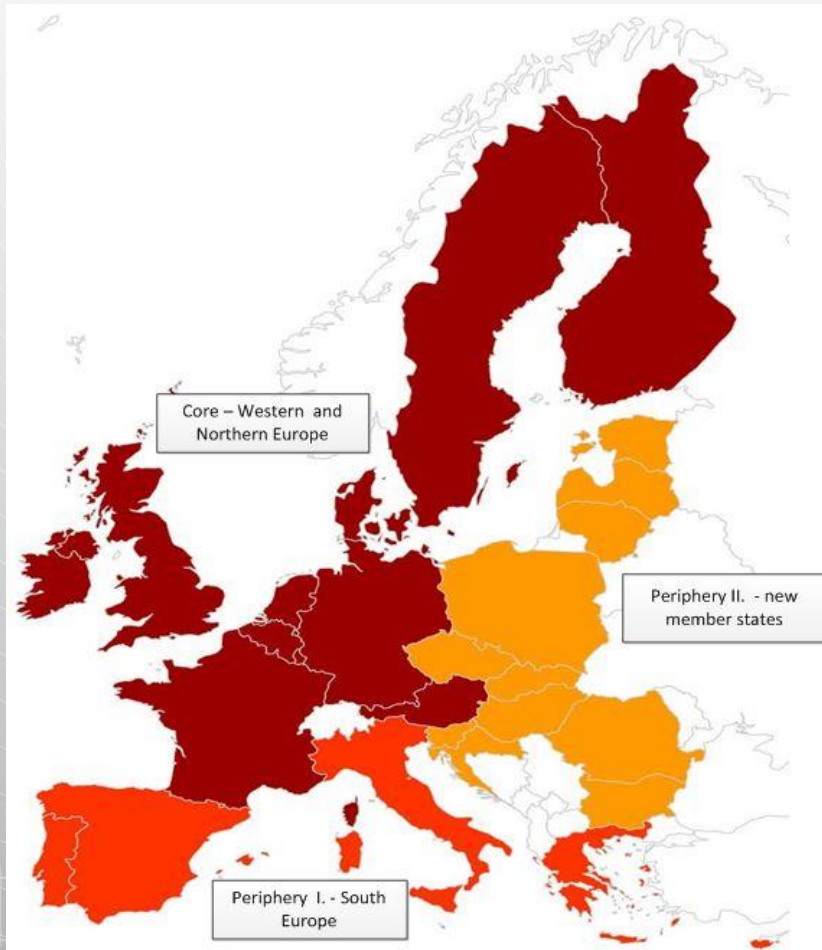 Core – Western and
Northern Europe
Periphery II. - new
member states
Periphery I. - South
Europe